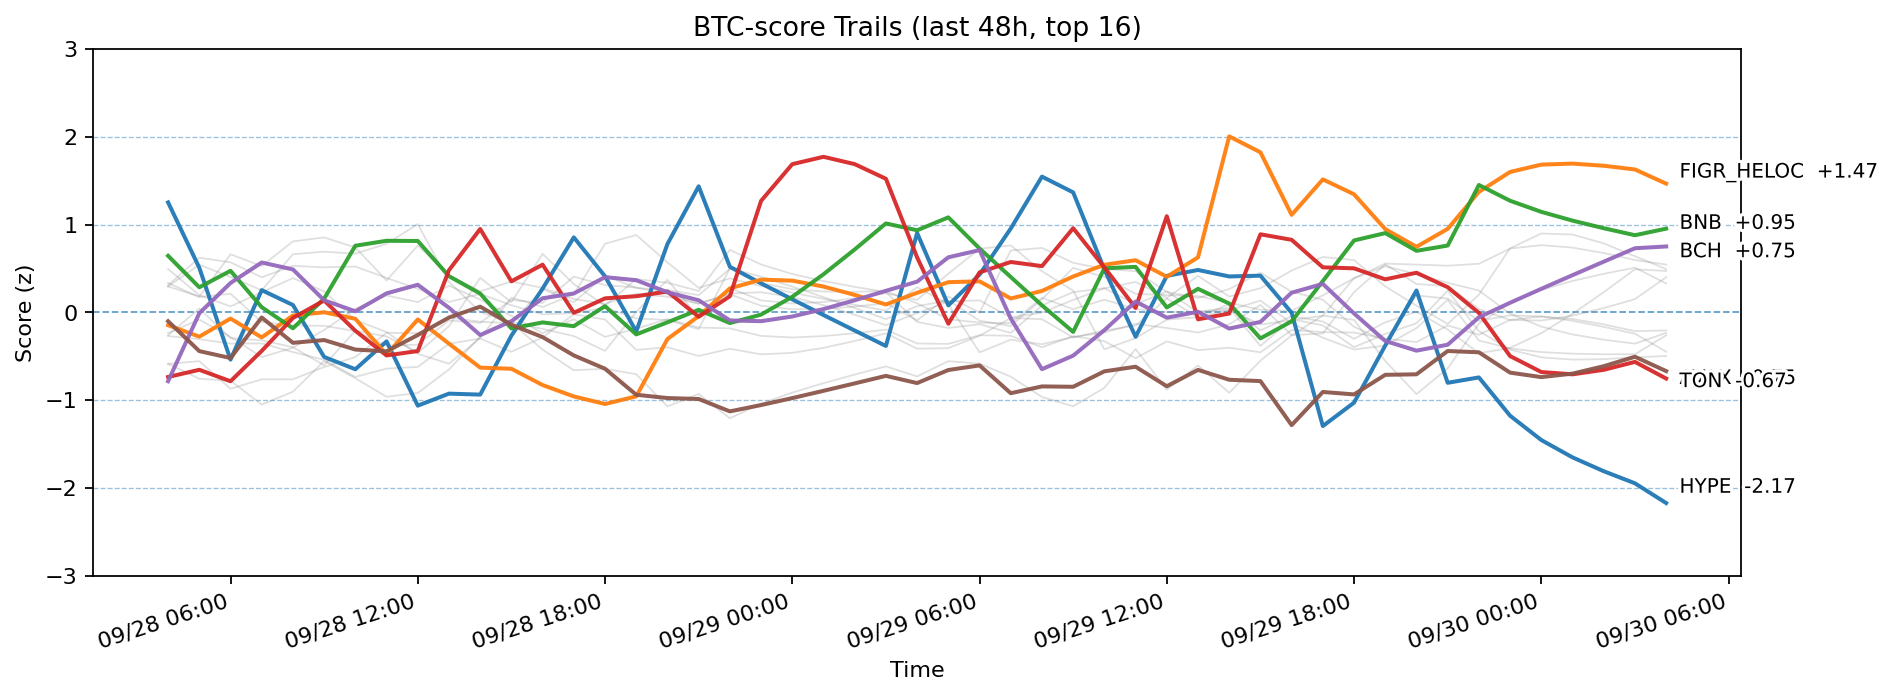 BTC-score Trails (last 48h, top 16)
Score (z)
3
2
1
0
−1
−2
−3
FIGR_HELOC +1.47
BNB +0.95
BCH +0.75
TON -0.67
HYPE -2.17
09/28 06:00
09/28 12:00
09/28 18:00
09/29 00:00
09/29 06:00
09/29 12:00
09/29 18:00
09/30 00:00
09/30 06:00
Time